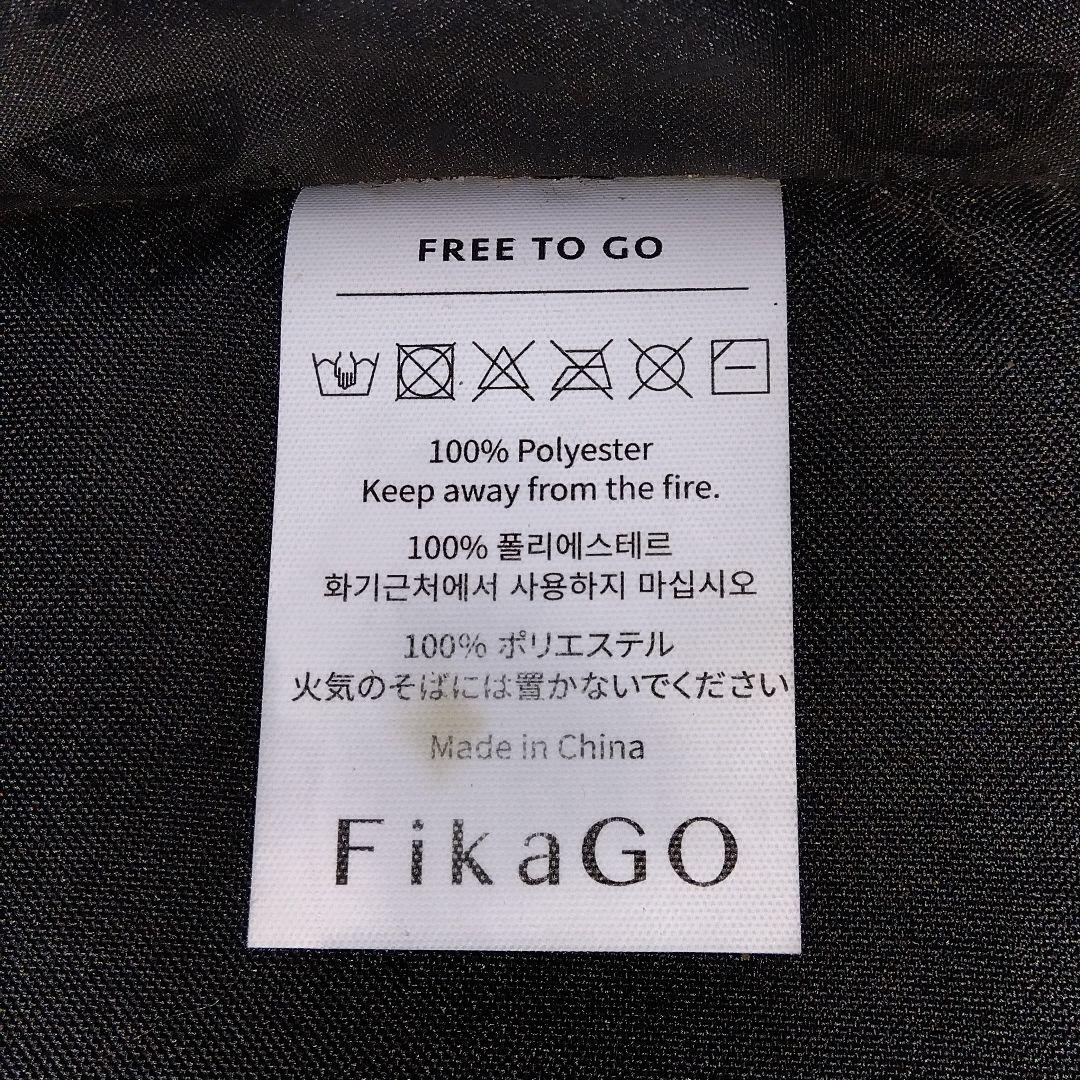 FREE TO GO
100% Polyester
Keep away from the fire.
100% 폴리에스테르
화기근처에서 사용하지 마십시오
100% ポリエステル
火気のそばには置かないでください
Made in China
FikaGO